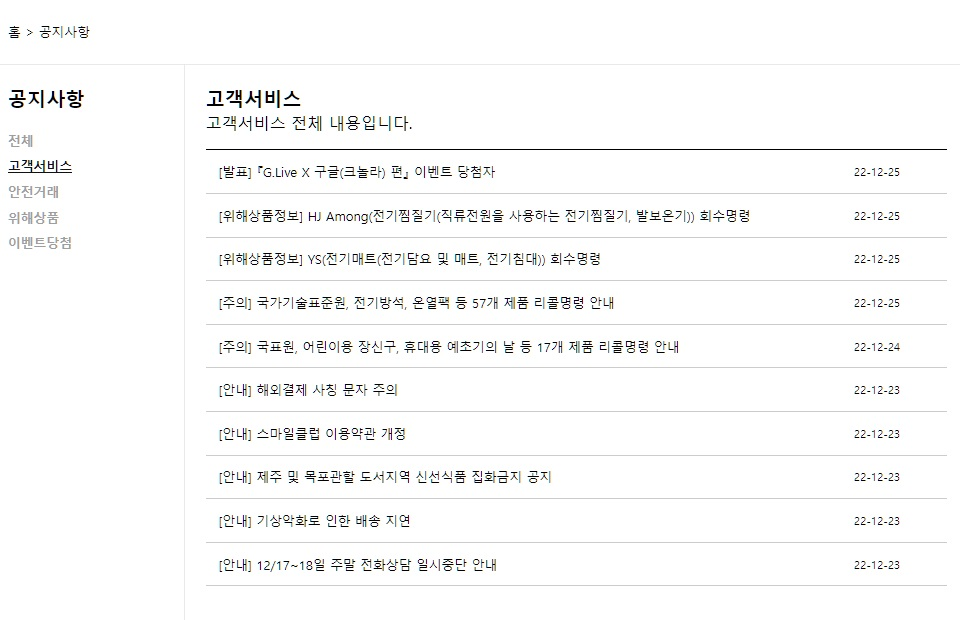 홈 > 공지사항
공지사항
전체
고객서비스
안전거래
위해상품
이벤트당첨
고객서비스
고객서비스 전체 내용입니다.
[발표] 『G.Live X 구글(크놀라) 편』 이벤트 당첨자 22-12-25
[위해상품정보] HJ Among(전기찜질기(직류전원을 사용하는 전기찜질기, 발보온기)) 회수명령 22-12-25
[위해상품정보] YS(전기매트(전기담요 및 매트, 전기침대)) 회수명령 22-12-25
[주의] 국가기술표준원, 전기방석, 온열팩 등 57개 제품 리콜명령 안내 22-12-25
[주의] 국표원, 어린이용 장신구, 휴대용 예초기의 날 등 17개 제품 리콜명령 안내 22-12-24
[안내] 해외결제 사칭 문자 주의 22-12-23
[안내] 스마일클럽 이용약관 개정 22-12-23
[안내] 제주 및 목포관할 도서지역 신선식품 집화금지 공지 22-12-23
[안내] 기상악화로 인한 배송 지연 22-12-23
[안내] 12/17~18일 주말 전화상담 일시중단 안내 22-12-23